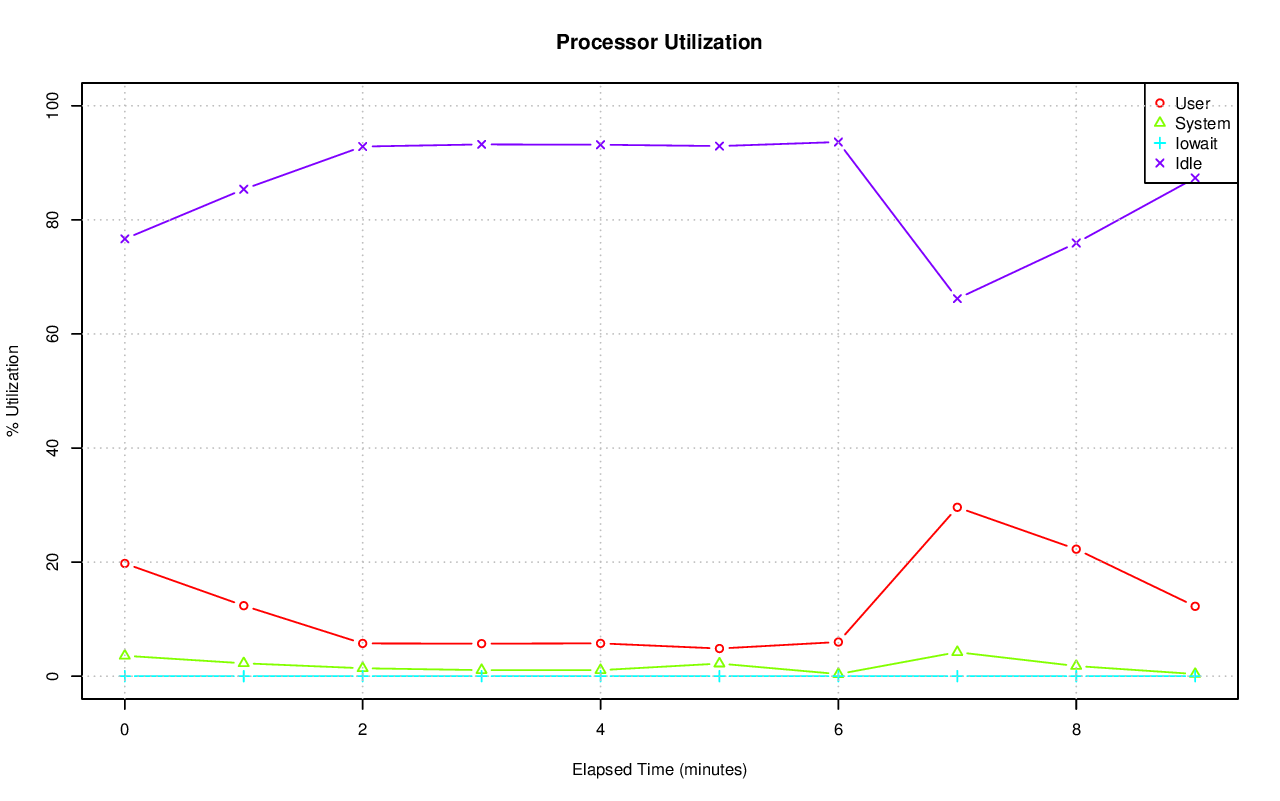 Processor Utilization
% Utilization
100
80
60
40
20
0
User
System
Iowait
Idle
0 2 4 6 8
Elapsed Time (minutes)